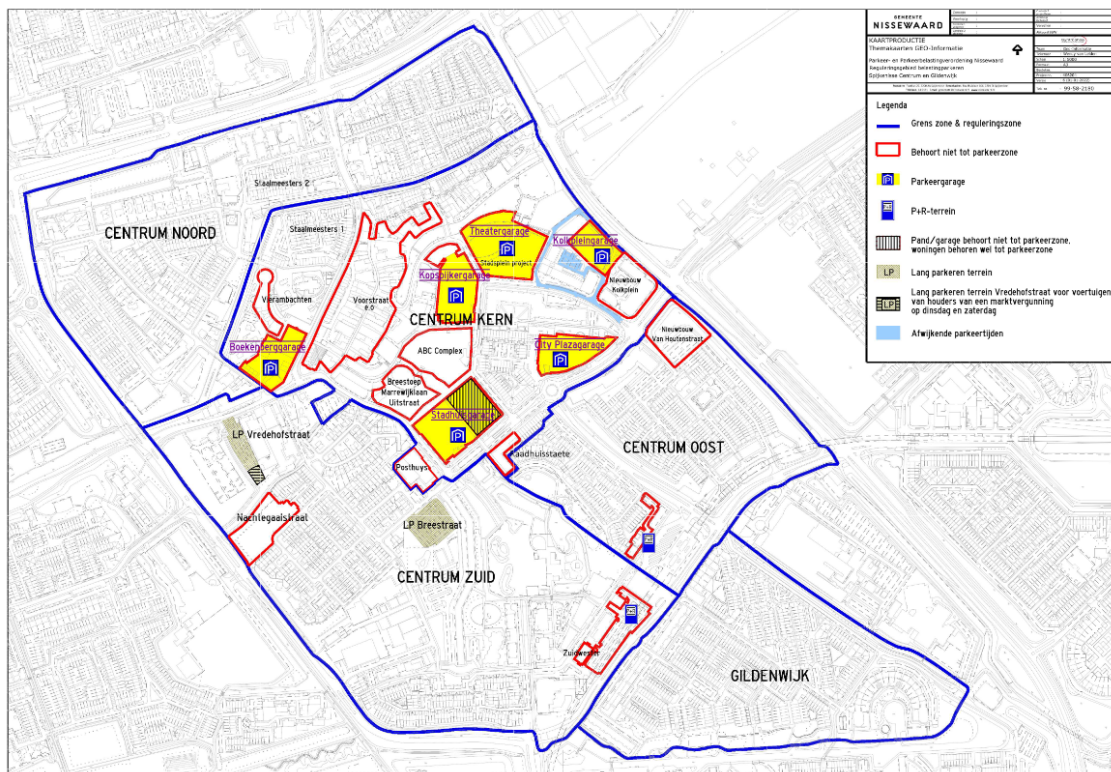 GEMEENTE
NISSEWAARD
KAARTPRODUCTIE
Themakaarten GEO-Informatie
Parkeer- en Parkeerbelastingverordening Nissewaard
Reguleringsgebied belastingparkeren
Spijkenisse Centrum en Gildenwijk
99-58-2130
Legenda
Grens zone & reguleringszone
Behoort niet tot parkeerzone
Parkeergarage
P+R-terrein
Pand/garage behoort niet tot parkeerzone,
woningen behoren wel tot parkeerzone
LP Lang parkeren terrein
LP Lang parkeren terrein Vredehofstraat voor voertuigen
van houders van een marktvergunning
op dinsdag en zaterdag
Afwijkende parkeertijden
Staalmeesters 2
CENTRUM NOORD
Staalmeesters 1
Theatergarage
Stadsplein project
Kolkpleingarage
Kopspijkergarage
Nieuwbouw
Kolkplein
Vierambachten
Voorstraat
e.o
CENTRUM KERN
Nieuwbouw
Van Houtenstraat
Boekenberggarage
ABC Complex
City Plazagarage
Breestoep
Marrewijklaan
Uitstraat
Stadhuisgarage
LP Vredehofstraat
CENTRUM OOST
Raadhuisstaete
Posthuys
Nachtegaalstraat
LP Breestraat
CENTRUM ZUID
Zuidwester
GILDENWIJK